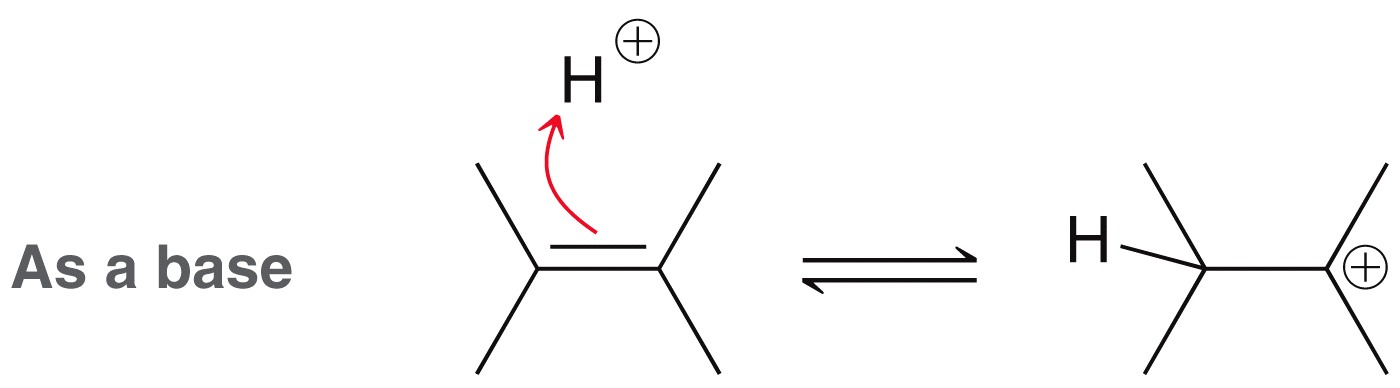 H ⊕
As a base
H
⊕